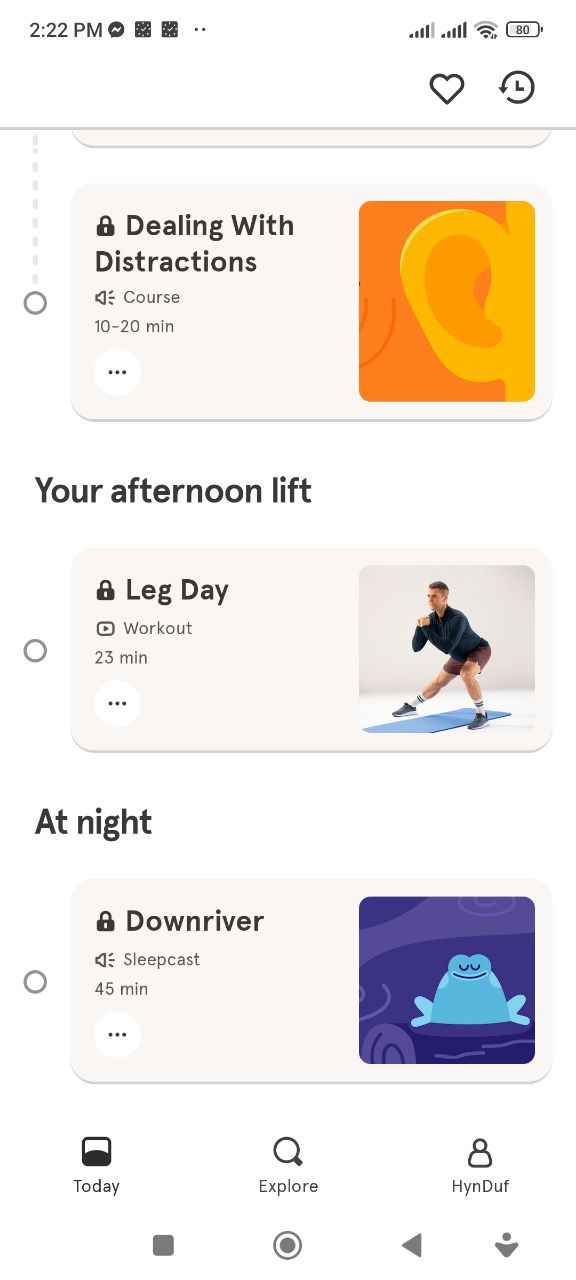 2:22 PM
80
Dealing With
Distractions
Course
10-20 min
Your afternoon lift
Leg Day
Workout
23 min
At night
Downriver
Sleepcast
45 min
Today Explore HynDuf